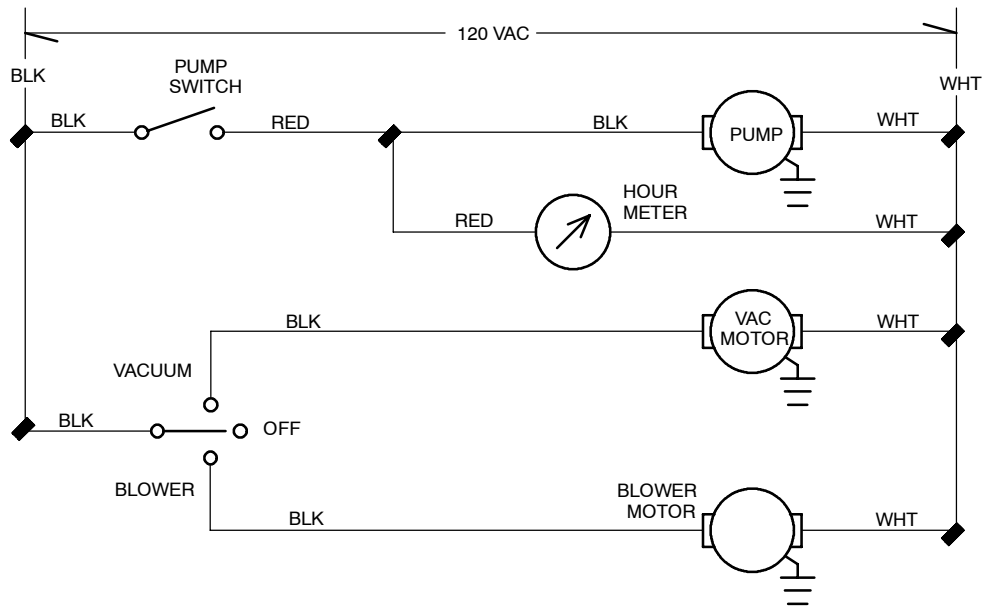 120 VAC
BLK
WHT
PUMP
SWITCH
BLK
RED
BLK
PUMP
WHT
HOUR
METER
RED
WHT
BLK
VAC
MOTOR
WHT
VACUUM
BLK
OFF
BLOWER
BLOWER
MOTOR
BLK
WHT